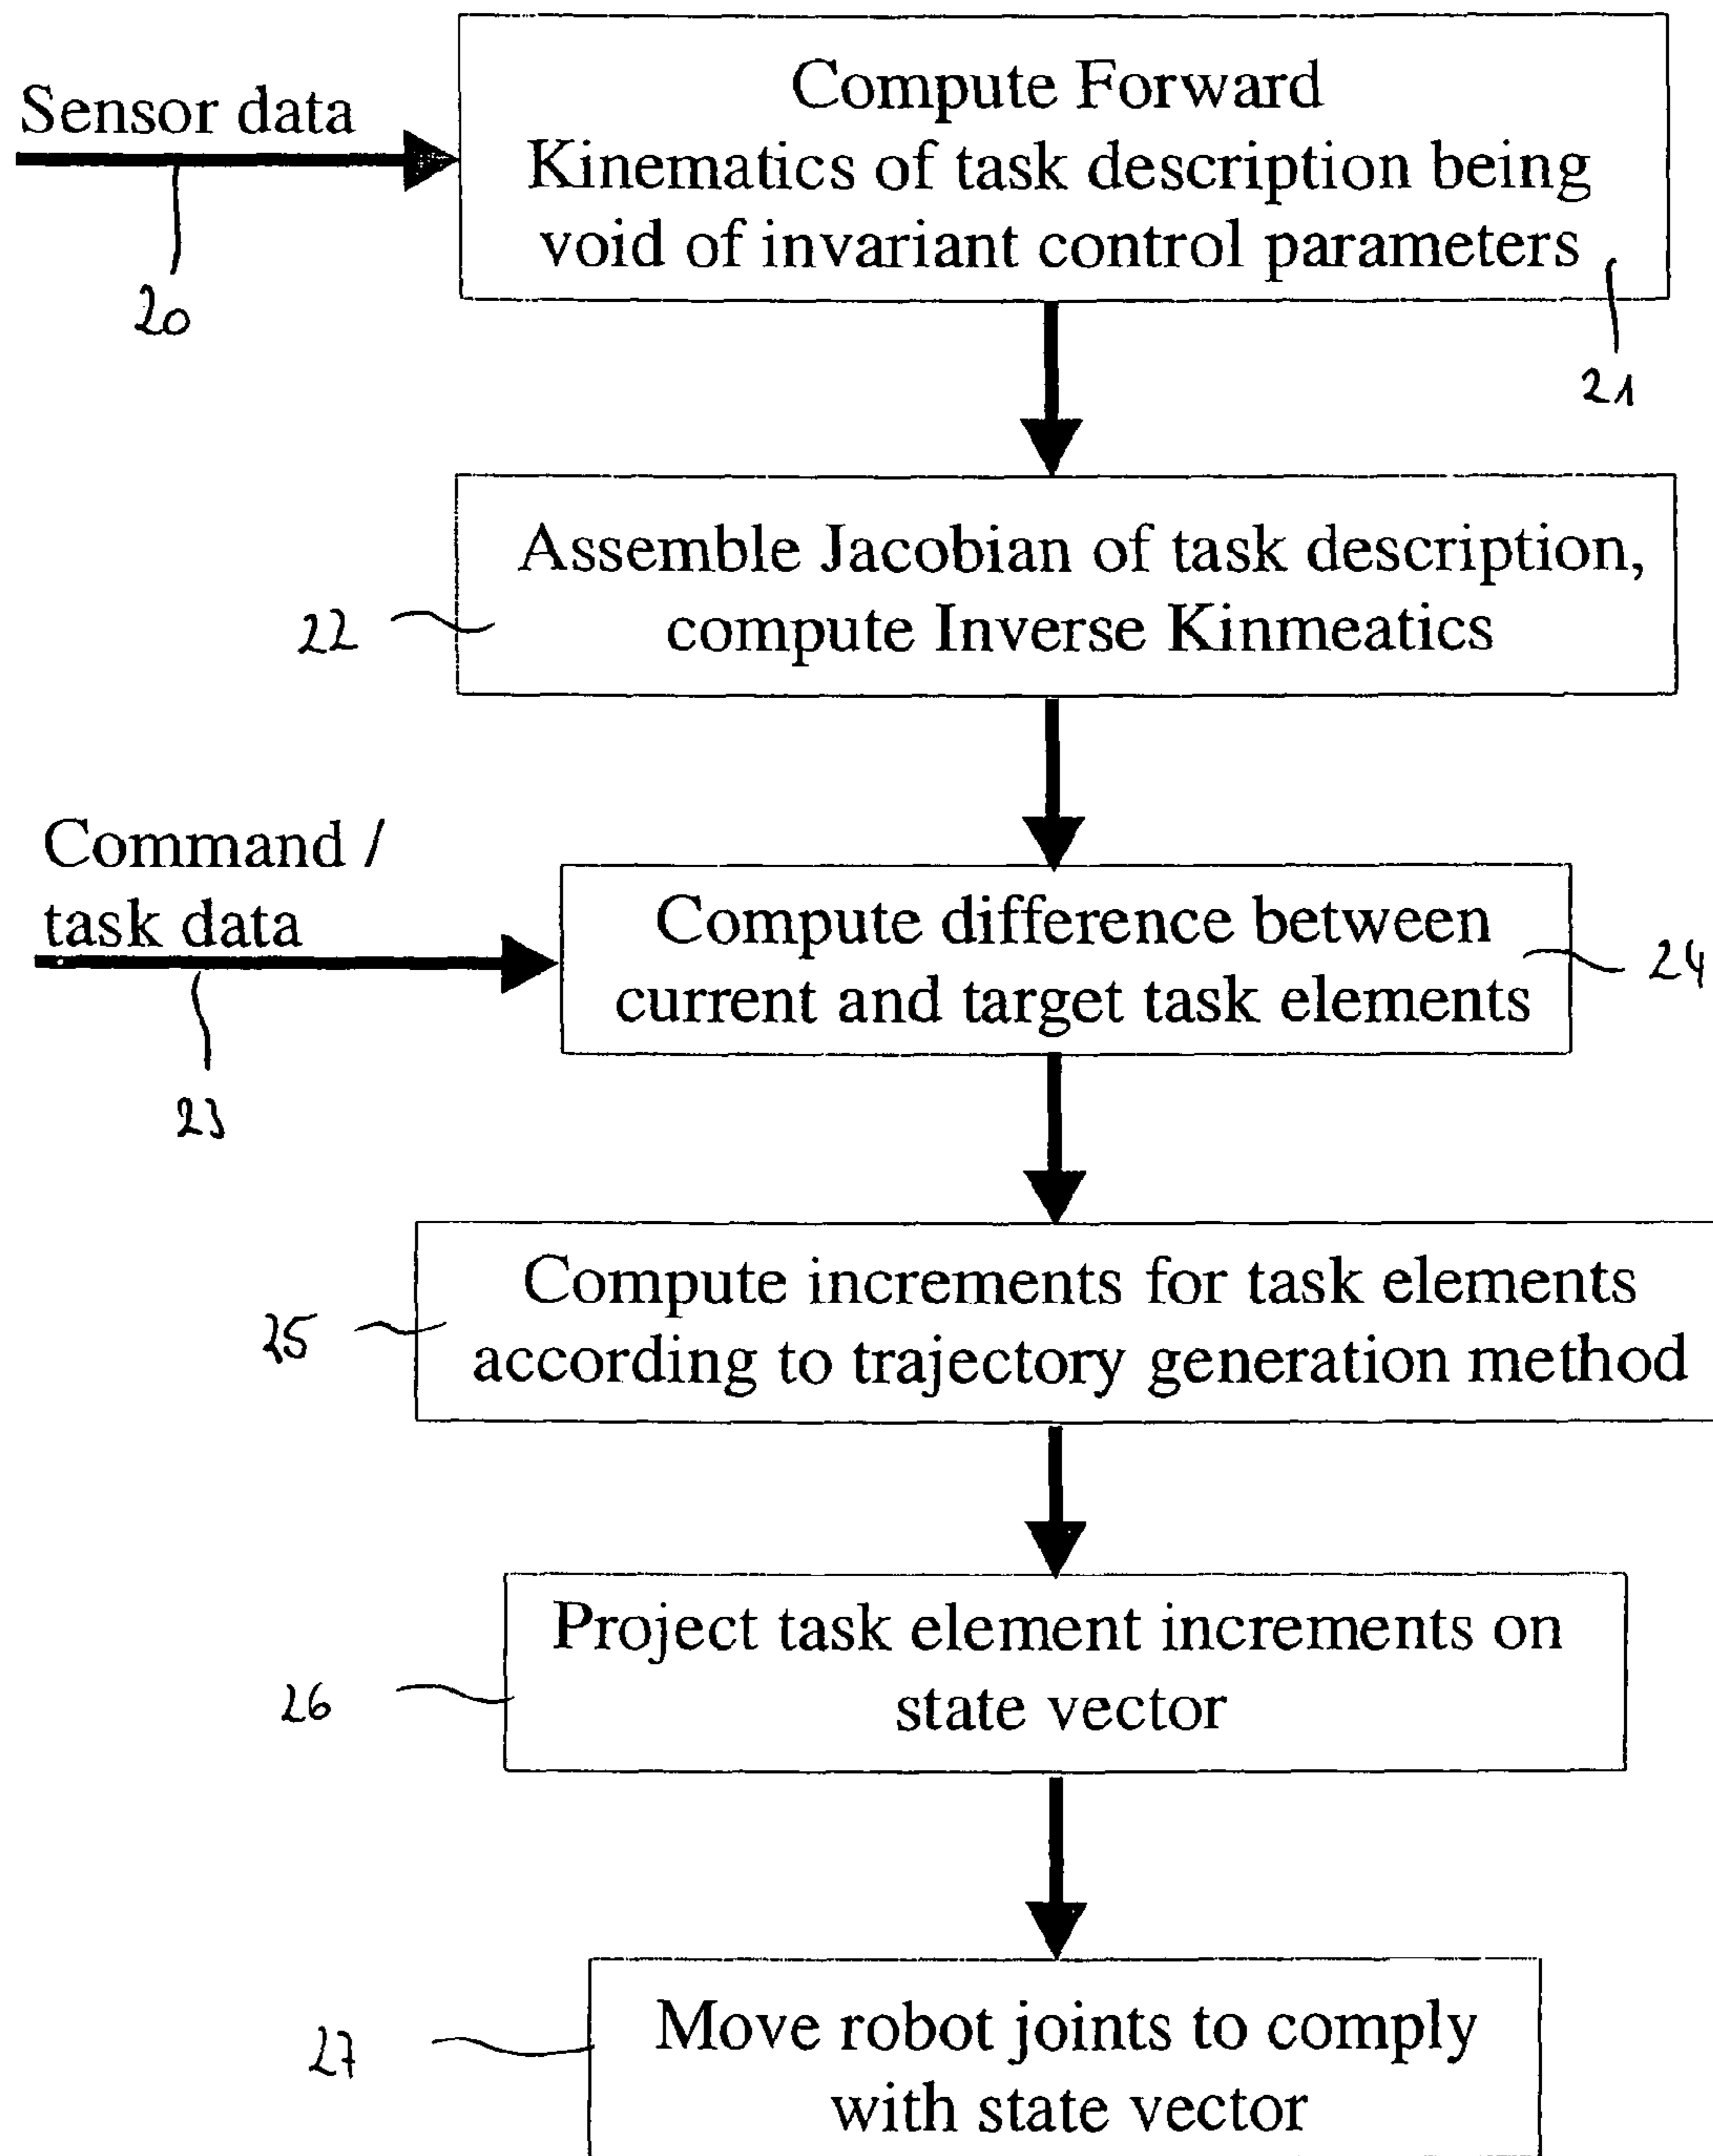 Sensor data
20
Compute Forward
Kinematics of task description being
void of invariant control parameters
21
Assemble Jacobian of task description,
compute Inverse Kinmeatics
22
Command /
task data
23
Compute difference between
current and target task elements
24
Compute increments for task elements
according to trajectory generation method
25
Project task element increments on
state vector
26
Move robot joints to comply
with state vector
27